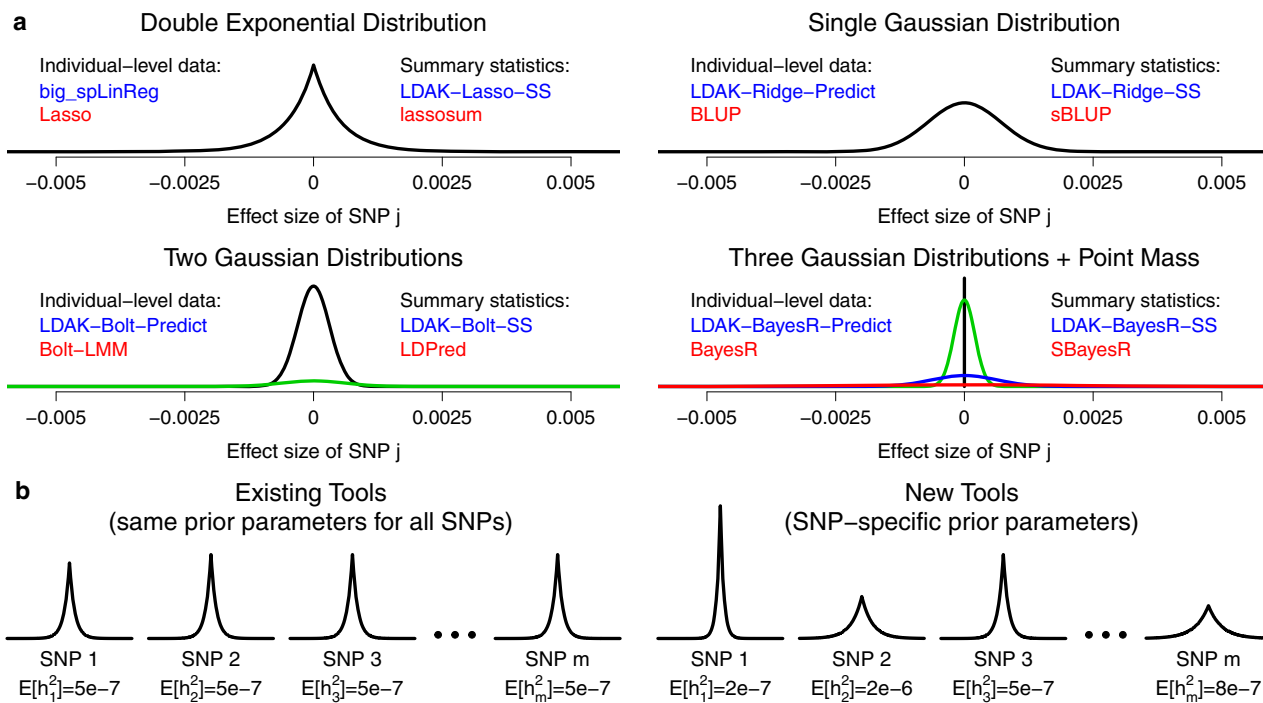 a
Double Exponential Distribution
Individual−level data:
big_spLinReg
Lasso
Summary statistics:
LDAK−Lasso−SS
lassosum
−0.005 −0.0025 0 0.0025 0.005
Effect size of SNP j
Single Gaussian Distribution
Individual−level data:
LDAK−Ridge−Predict
BLUP
Summary statistics:
LDAK−Ridge−SS
sBLUP
−0.005 −0.0025 0 0.0025 0.005
Effect size of SNP j
Two Gaussian Distributions
Individual−level data:
LDAK−Bolt−Predict
Bolt−LMM
Summary statistics:
LDAK−Bolt−SS
LDPred
−0.005 −0.0025 0 0.0025 0.005
Effect size of SNP j
Three Gaussian Distributions + Point Mass
Individual−level data:
LDAK−BayesR−Predict
BayesR
Summary statistics:
LDAK−BayesR−SS
SBayesR
−0.005 −0.0025 0 0.0025 0.005
Effect size of SNP j
b
Existing Tools
(same prior parameters for all SNPs)
SNP 1 SNP 2 SNP 3 ••• SNP m
E[h₁²]=5e−7 E[h₂²]=5e−7 E[h₃²]=5e−7 E[hₘ²]=5e−7
New Tools
(SNP−specific prior parameters)
SNP 1 SNP 2 SNP 3 ••• SNP m
E[h₁²]=2e−7 E[h₂²]=2e−6 E[h₃²]=5e−7 E[hₘ²]=8e−7